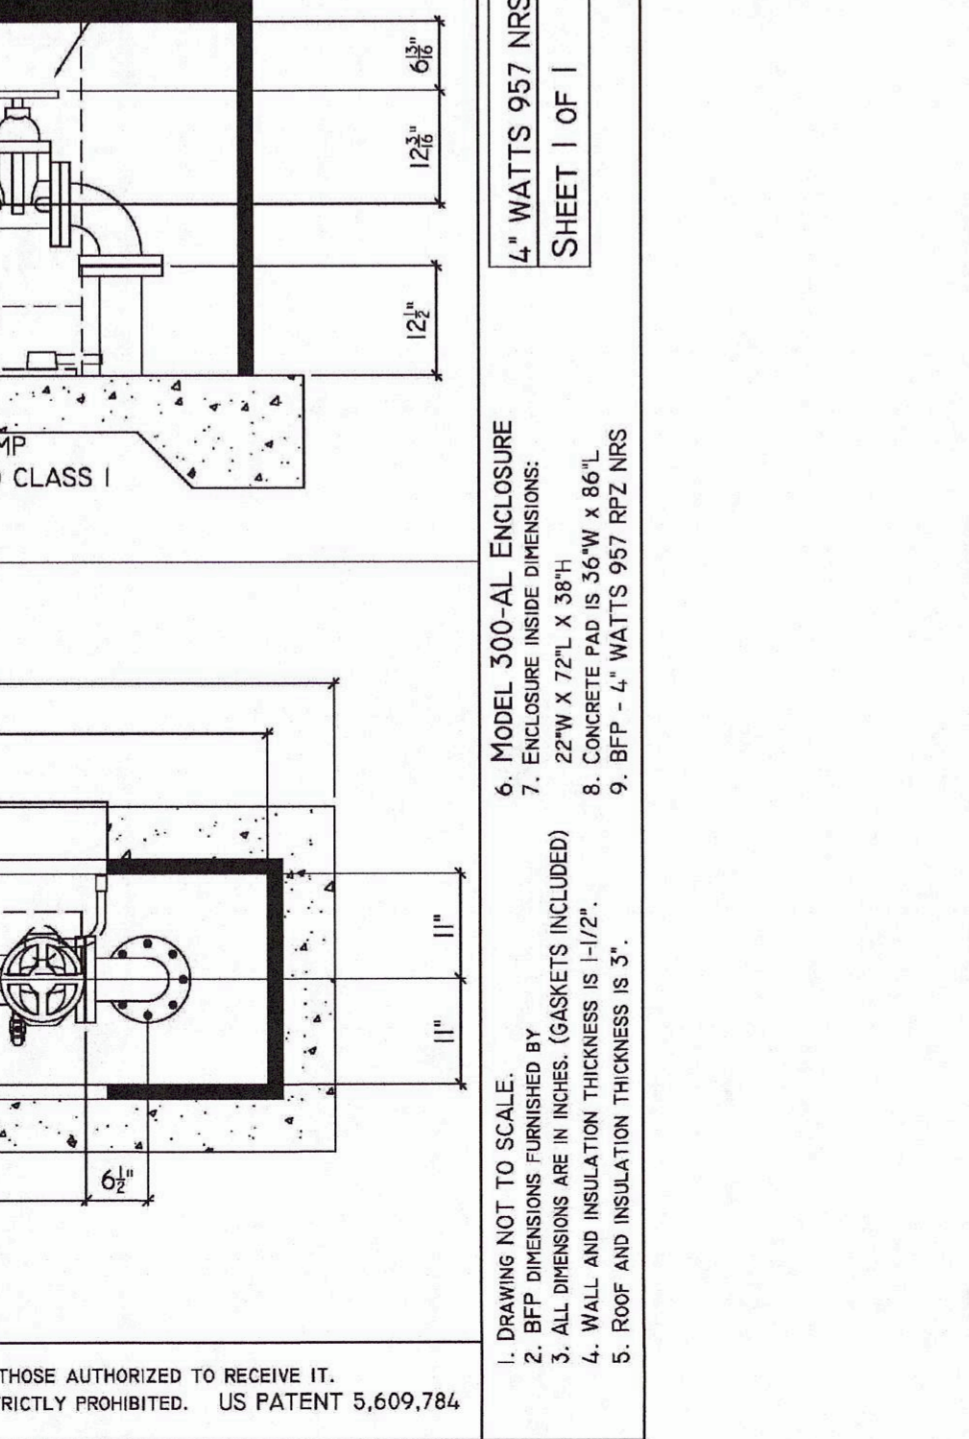 6 13/16"
12 3/16"
12 1/2"
MP
CLASS 1
11"
11"
6 1/2"
4" WATTS 957 NRS
SHEET 1 OF 1
1. DRAWING NOT TO SCALE.
2. BFP DIMENSIONS FURNISHED BY
3. ALL DIMENSIONS ARE IN INCHES. (GASKETS INCLUDED)
4. WALL AND INSULATION THICKNESS IS 1-1/2".
5. ROOF AND INSULATION THICKNESS IS 3".
6. MODEL 300-AL ENCLOSURE
7. ENCLOSURE INSIDE DIMENSIONS:
22"W X 72"L X 38"H
8. CONCRETE PAD IS 36"W X 86"L
9. BFP - 4" WATTS 957 RPZ NRS
THOSE AUTHORIZED TO RECEIVE IT.
TRICTLY PROHIBITED. US PATENT 5,609,784